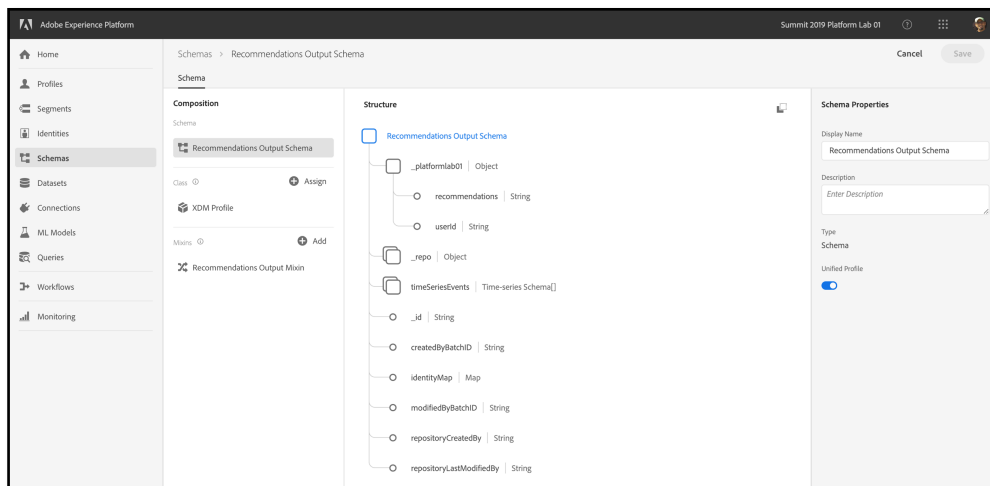 Adobe Experience Platform
Summit 2019 Platform Lab 01
Home
Profiles
Segments
Identities
Schemas
Datasets
Connections
ML Models
Queries
Workflows
Monitoring
Schemas > Recommendations Output Schema
Cancel
Save
Schema
Composition
Schema
Recommendations Output Schema
Class
Assign
XDM Profile
Mixins
Add
Recommendations Output Mixin
Structure
Recommendations Output Schema
_platformlab01 | Object
recommendations | String
userId | String
_repo | Object
timeSeriesEvents | Time-series Schema[]
_id | String
createdByBatchID | String
identityMap | Map
modifiedByBatchID | String
repositoryCreatedBy | String
repositoryLastModifiedBy | String
Schema Properties
Display Name
Recommendations Output Schema
Description
Enter Description
Type
Schema
Unified Profile